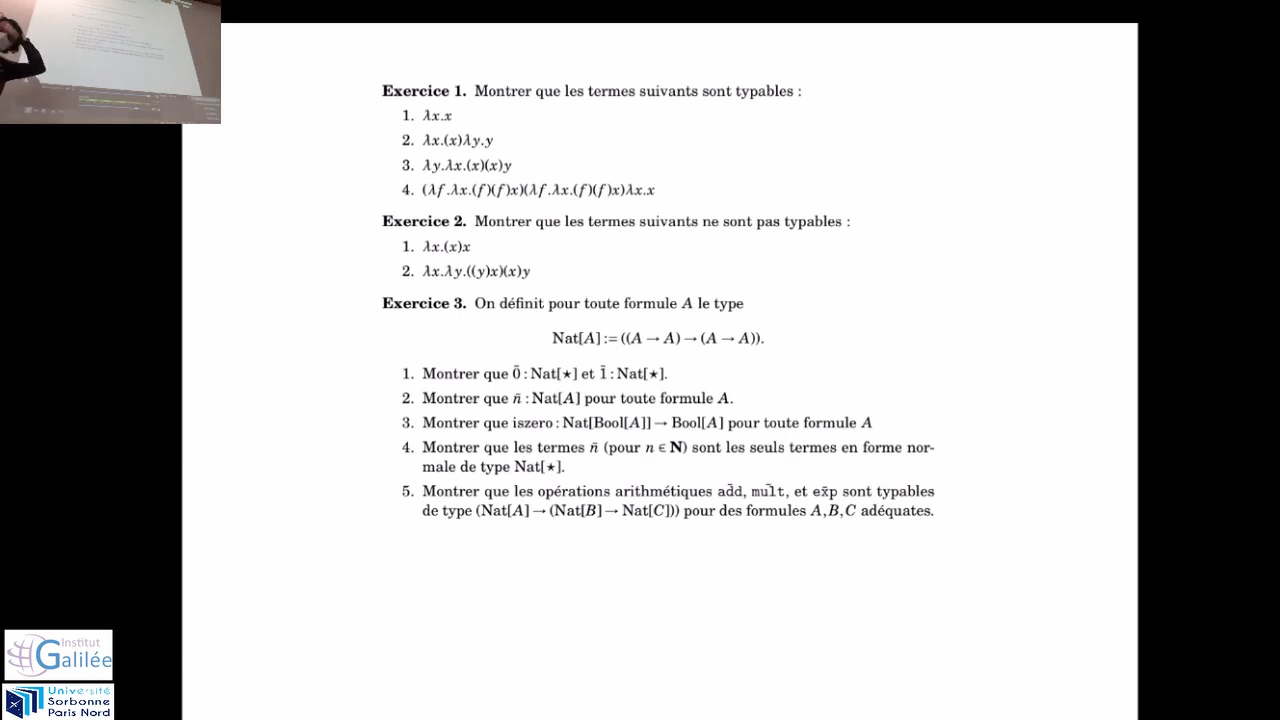 Exercice 1. Montrer que les termes suivants sont typables :
1. λx.x
2. λx.(x)λy.y
3. λy.λx.(x)(x)y
4. (λf.λx.(f)(f)x)(λf.λx.(f)(f)x)λx.x
Exercice 2. Montrer que les termes suivants ne sont pas typables :
1. λx.(x)x
2. λx.λy.((y)x)(x)y
Exercice 3. On définit pour toute formule A le type
Nat[A] := ((A → A) → (A → A)).
1. Montrer que 0̄ : Nat[⋆] et 1̄ : Nat[⋆].
2. Montrer que n̄ : Nat[A] pour toute formule A.
3. Montrer que iszero : Nat[Bool[A]] → Bool[A] pour toute formule A
4. Montrer que les termes n̄ (pour n ∈ N) sont les seuls termes en forme nor-
male de type Nat[⋆].
5. Montrer que les opérations arithmétiques ad̄d, mul̄t, et ex̄p sont typables
de type (Nat[A] → (Nat[B] → Nat[C])) pour des formules A,B,C adéquates.
Institut
Galilée
Université
Sorbonne
Paris Nord